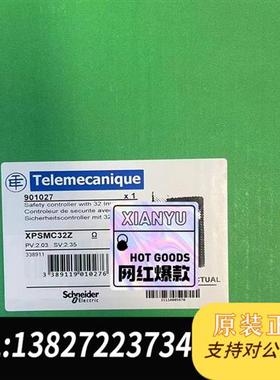 Telemecanique
901027
x 1
Safety controller with 32 In
Contrôleur de securite avec
Sicherheitscontroller mit 32
XPSMC32Z
Ω
PV:2.03 SV:2.35
338911
3 389119 010276
Schneider
Electric
XIANYU
HOT GOODS
网红爆款
CTUAL
原装正
支持对公
:13827223734